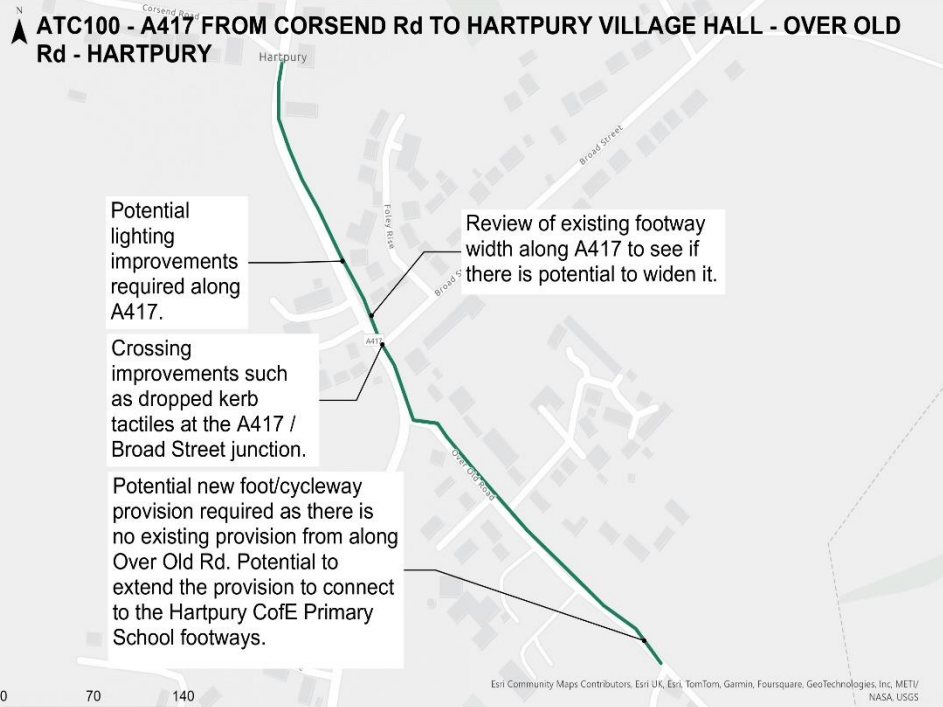 N
Corsend Road
ATC100 - A417 FROM CORSEND Rd TO HARTPURY VILLAGE HALL - OVER OLD
Rd - HARTPURY
Hartpury
Broad Street
Potential
lighting
improvements
required along
A417.
Foley Rise
Review of existing footway
width along A417 to see if
there is potential to widen it.
Broad S
A417
Crossing
improvements such
as dropped kerb
tactiles at the A417 /
Broad Street junction.
Over Old Road
Potential new foot/cycleway
provision required as there is
no existing provision from along
Over Old Rd. Potential to
extend the provision to connect
to the Hartpury CofE Primary
School footways.
0 70 140
Esri Community Maps Contributors, Esri UK, Esri, TomTom, Garmin, Foursquare, GeoTechnologies, Inc, METI/
NASA, USGS